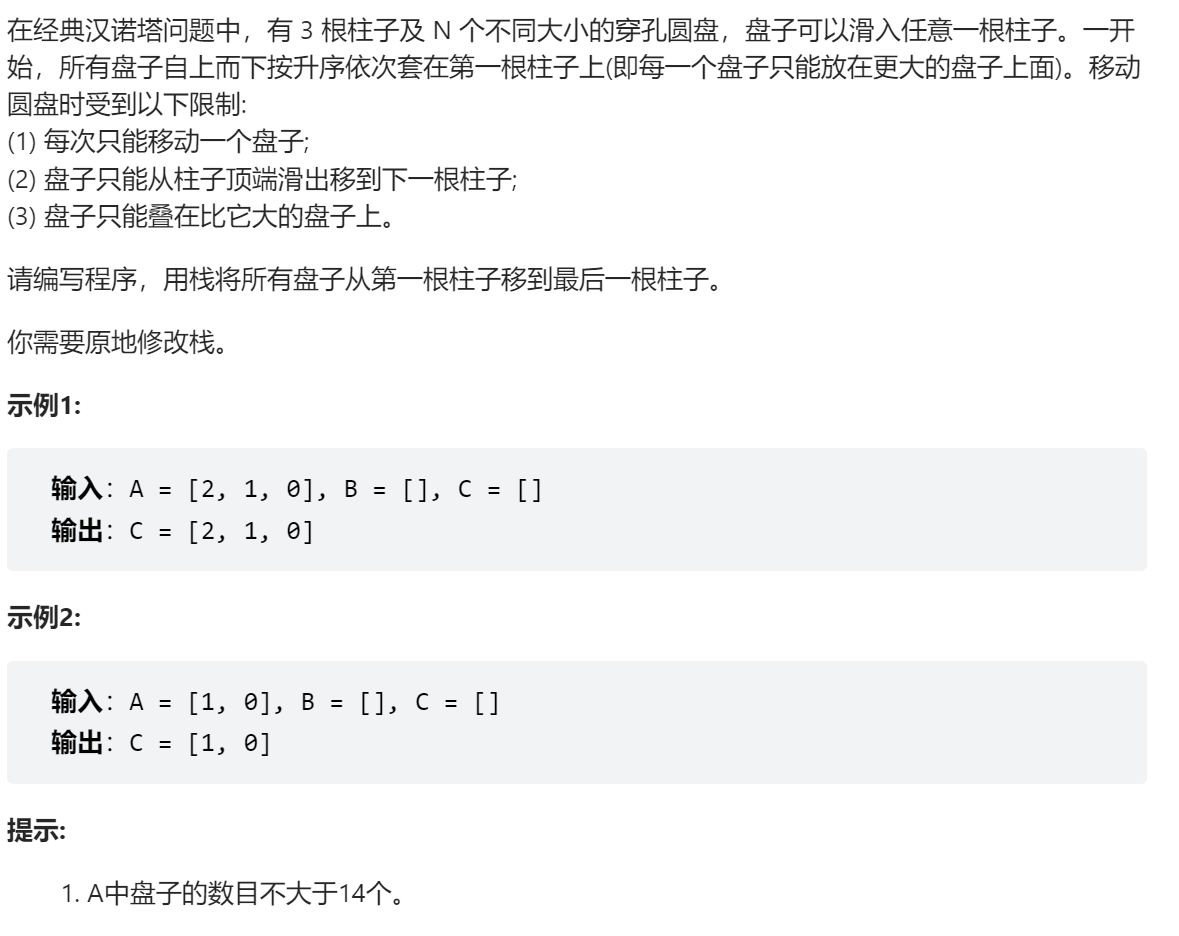 在经典汉诺塔问题中，有 3 根柱子及 N 个不同大小的穿孔圆盘，盘子可以滑入任意一根柱子。一开
始，所有盘子自上而下按升序依次套在第一根柱子上(即每一个盘子只能放在更大的盘子上面)。移动
圆盘时受到以下限制:
(1) 每次只能移动一个盘子;
(2) 盘子只能从柱子顶端滑出移到下一根柱子;
(3) 盘子只能叠在比它大的盘子上。
请编写程序，用栈将所有盘子从第一根柱子移到最后一根柱子。
你需要原地修改栈。
示例1:
输入：A = [2, 1, 0], B = [], C = []
输出：C = [2, 1, 0]
示例2:
输入：A = [1, 0], B = [], C = []
输出：C = [1, 0]
提示:
1. A中盘子的数目不大于14个。